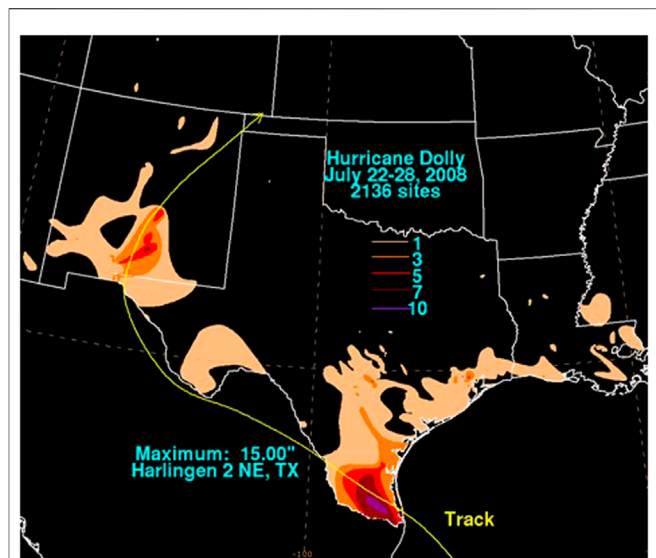 Hurricane Dolly
July 22-28, 2008
2136 sites
1
3
5
7
10
Maximum: 15.00"
Harlingen 2 NE, TX
Track
-100